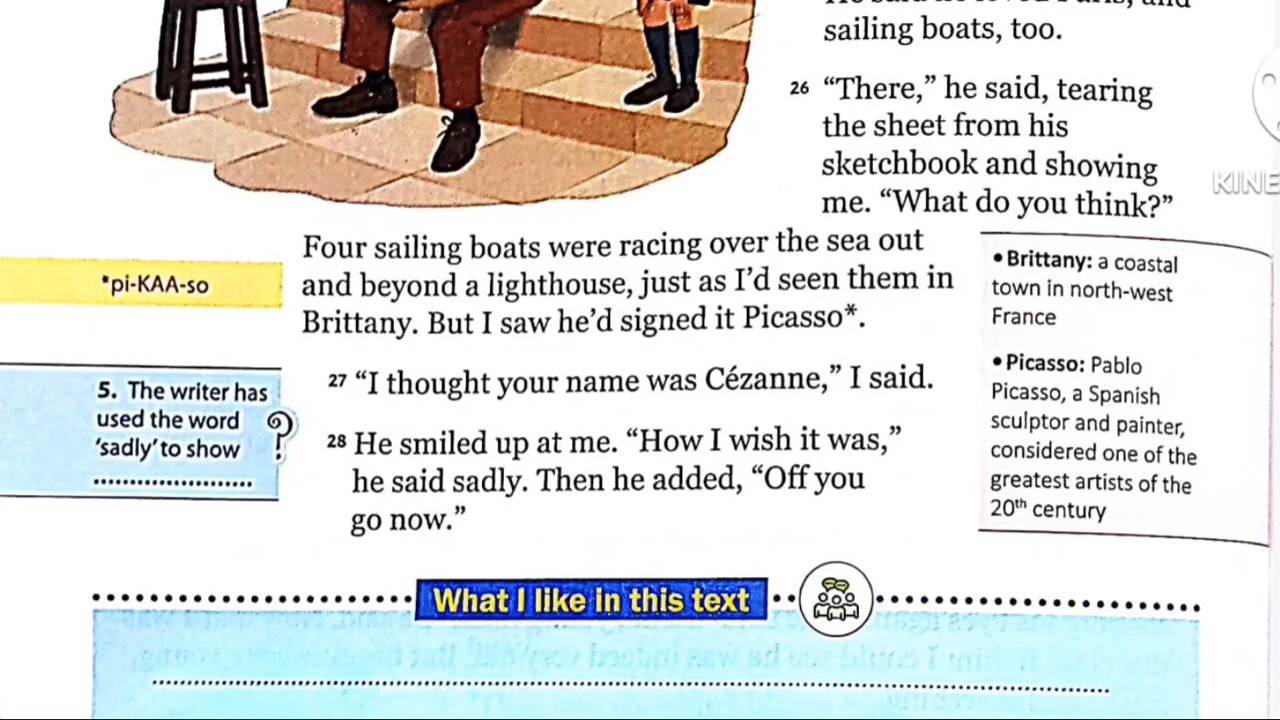 sailing boats, too.
26 “There,” he said, tearing
the sheet from his
sketchbook and showing
me. “What do you think?”
KINE
Four sailing boats were racing over the sea out
and beyond a lighthouse, just as I’d seen them in
Brittany. But I saw he’d signed it Picasso*.
*pi-KAA-so
• Brittany: a coastal
town in north-west
France
• Picasso: Pablo
Picasso, a Spanish
sculptor and painter,
considered one of the
greatest artists of the
20th century
27 “I thought your name was Cézanne,” I said.
5. The writer has
used the word
‘sadly’ to show
.........................
?
28 He smiled up at me. “How I wish it was,”
he said sadly. Then he added, “Off you
go now.”
What I like in this text